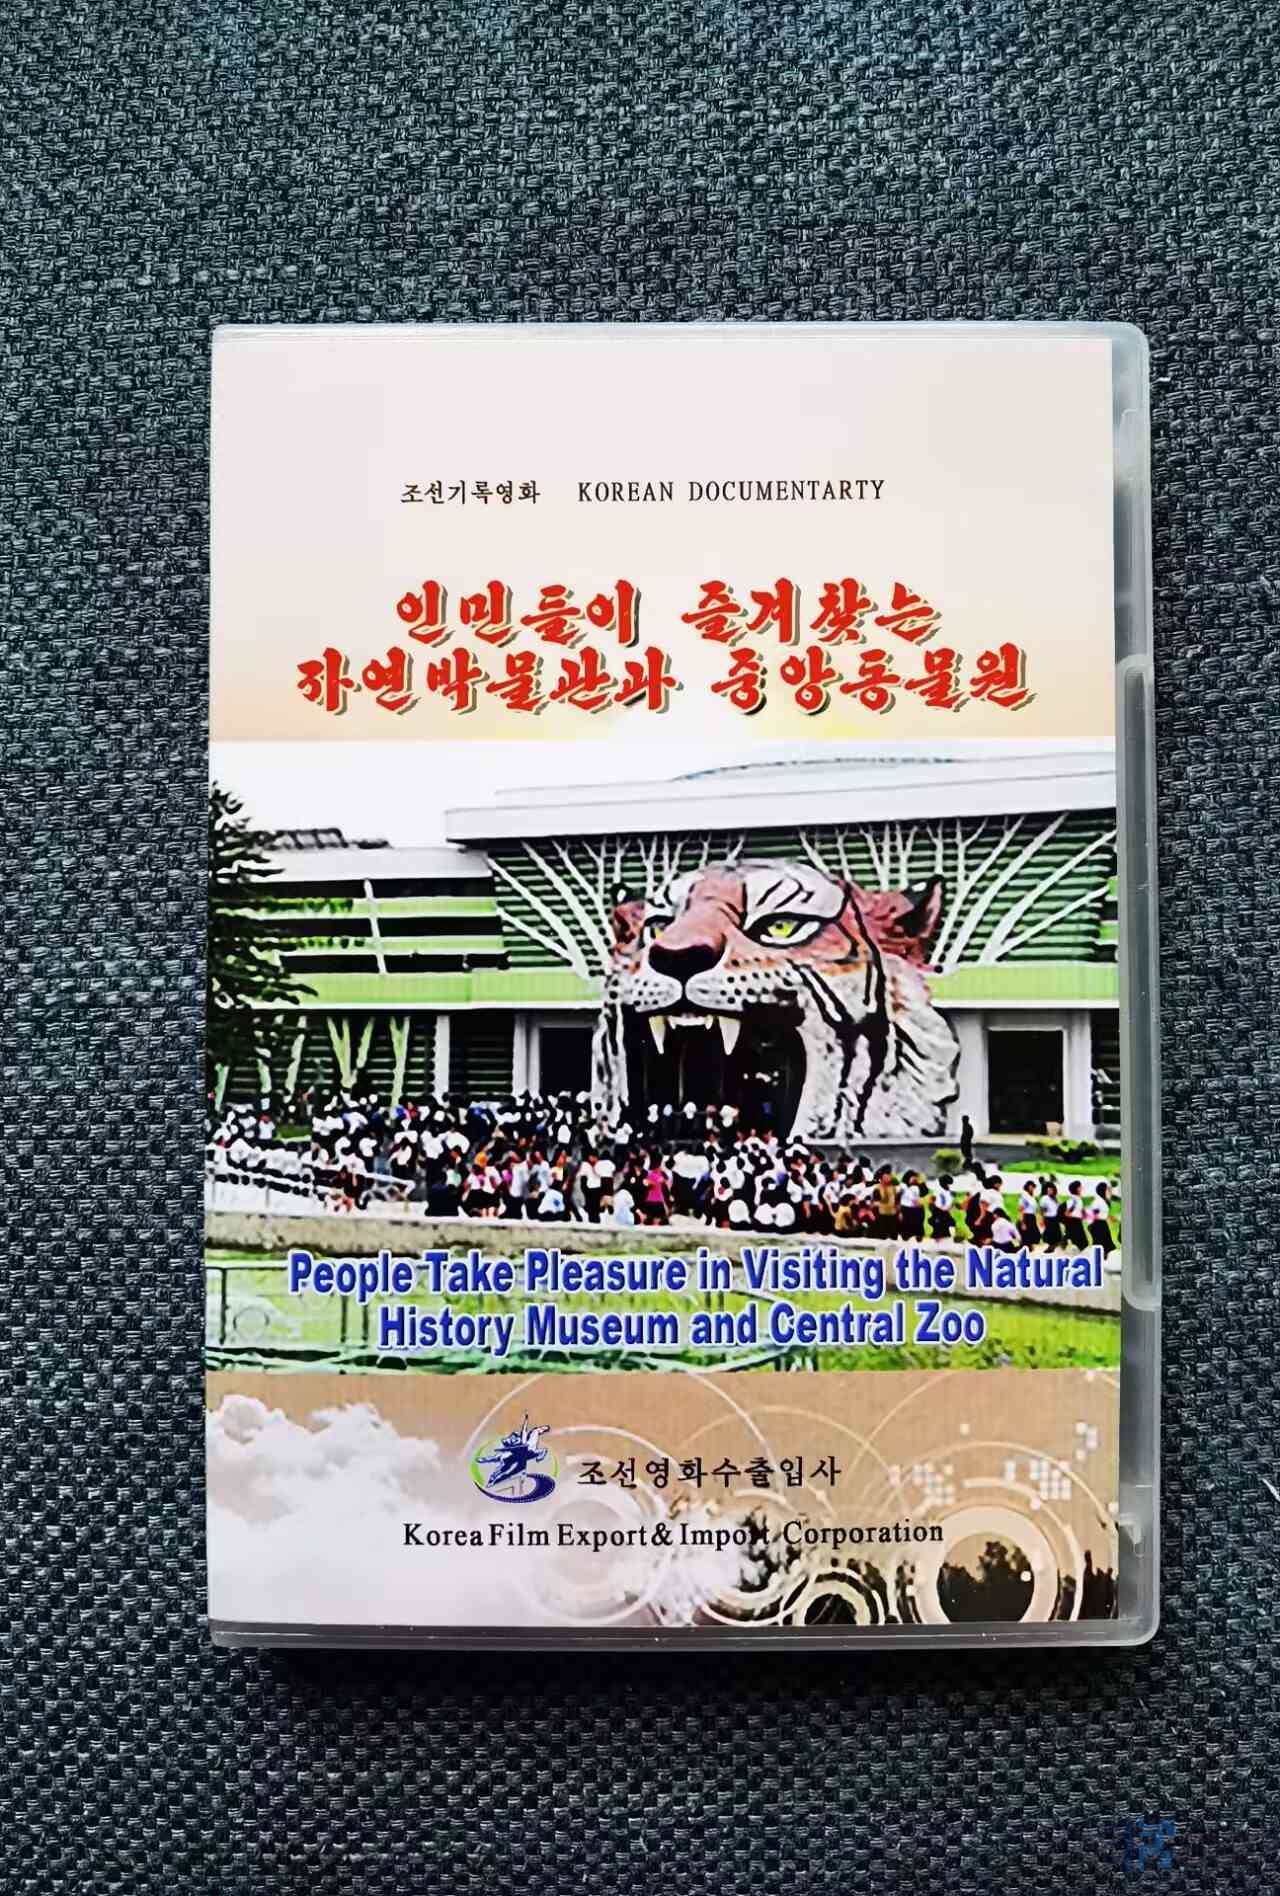 조선기록영화 KOREAN DOCUMENTARTY
인민들이 즐겨찾는
자연박물관과 중앙동물원
People Take Pleasure in Visiting the Natural
History Museum and Central Zoo
조선영화수출입사
Korea Film Export & Import Corporation